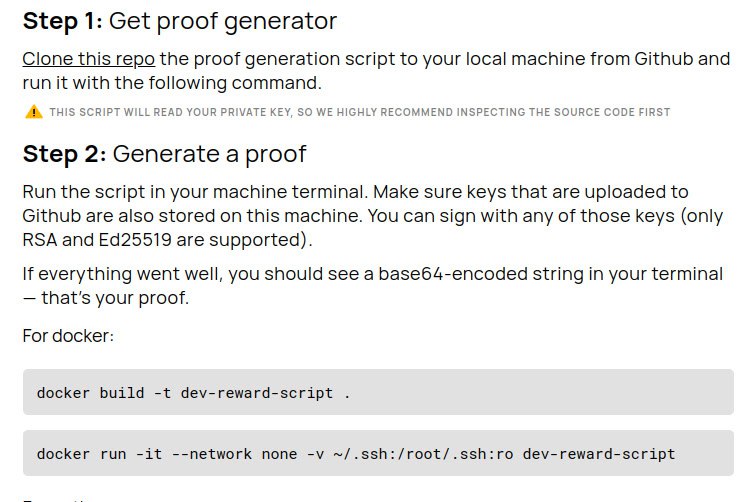 Step 1: Get proof generator
Clone this repo the proof generation script to your local machine from Github and
run it with the following command.
THIS SCRIPT WILL READ YOUR PRIVATE KEY, SO WE HIGHLY RECOMMEND INSPECTING THE SOURCE CODE FIRST
Step 2: Generate a proof
Run the script in your machine terminal. Make sure keys that are uploaded to
Github are also stored on this machine. You can sign with any of those keys (only
RSA and Ed25519 are supported).
If everything went well, you should see a base64-encoded string in your terminal
– that's your proof.
For docker:
docker build -t dev-reward-script .
docker run -it --network none -v ~/.ssh:/root/.ssh:ro dev-reward-script